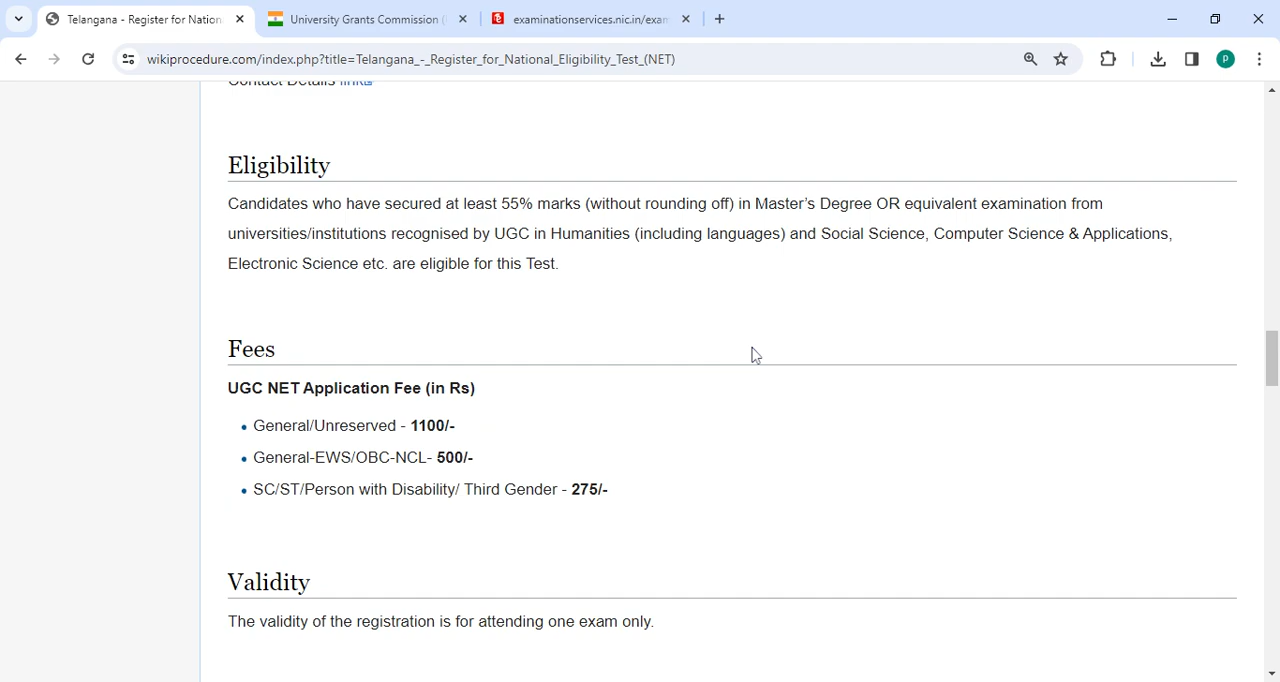 Telangana - Register for Nation
University Grants Commission (
examinationservices.nic.in/exam
wikiprocedure.com/index.php?title=Telangana_-_Register_for_National_Eligibility_Test_(NET)
P
Contact Details links
Eligibility
Candidates who have secured at least 55% marks (without rounding off) in Master’s Degree OR equivalent examination from
universities/institutions recognised by UGC in Humanities (including languages) and Social Science, Computer Science & Applications,
Electronic Science etc. are eligible for this Test.
Fees
UGC NET Application Fee (in Rs)
General/Unreserved - 1100/-
General-EWS/OBC-NCL- 500/-
SC/ST/Person with Disability/ Third Gender - 275/-
Validity
The validity of the registration is for attending one exam only.